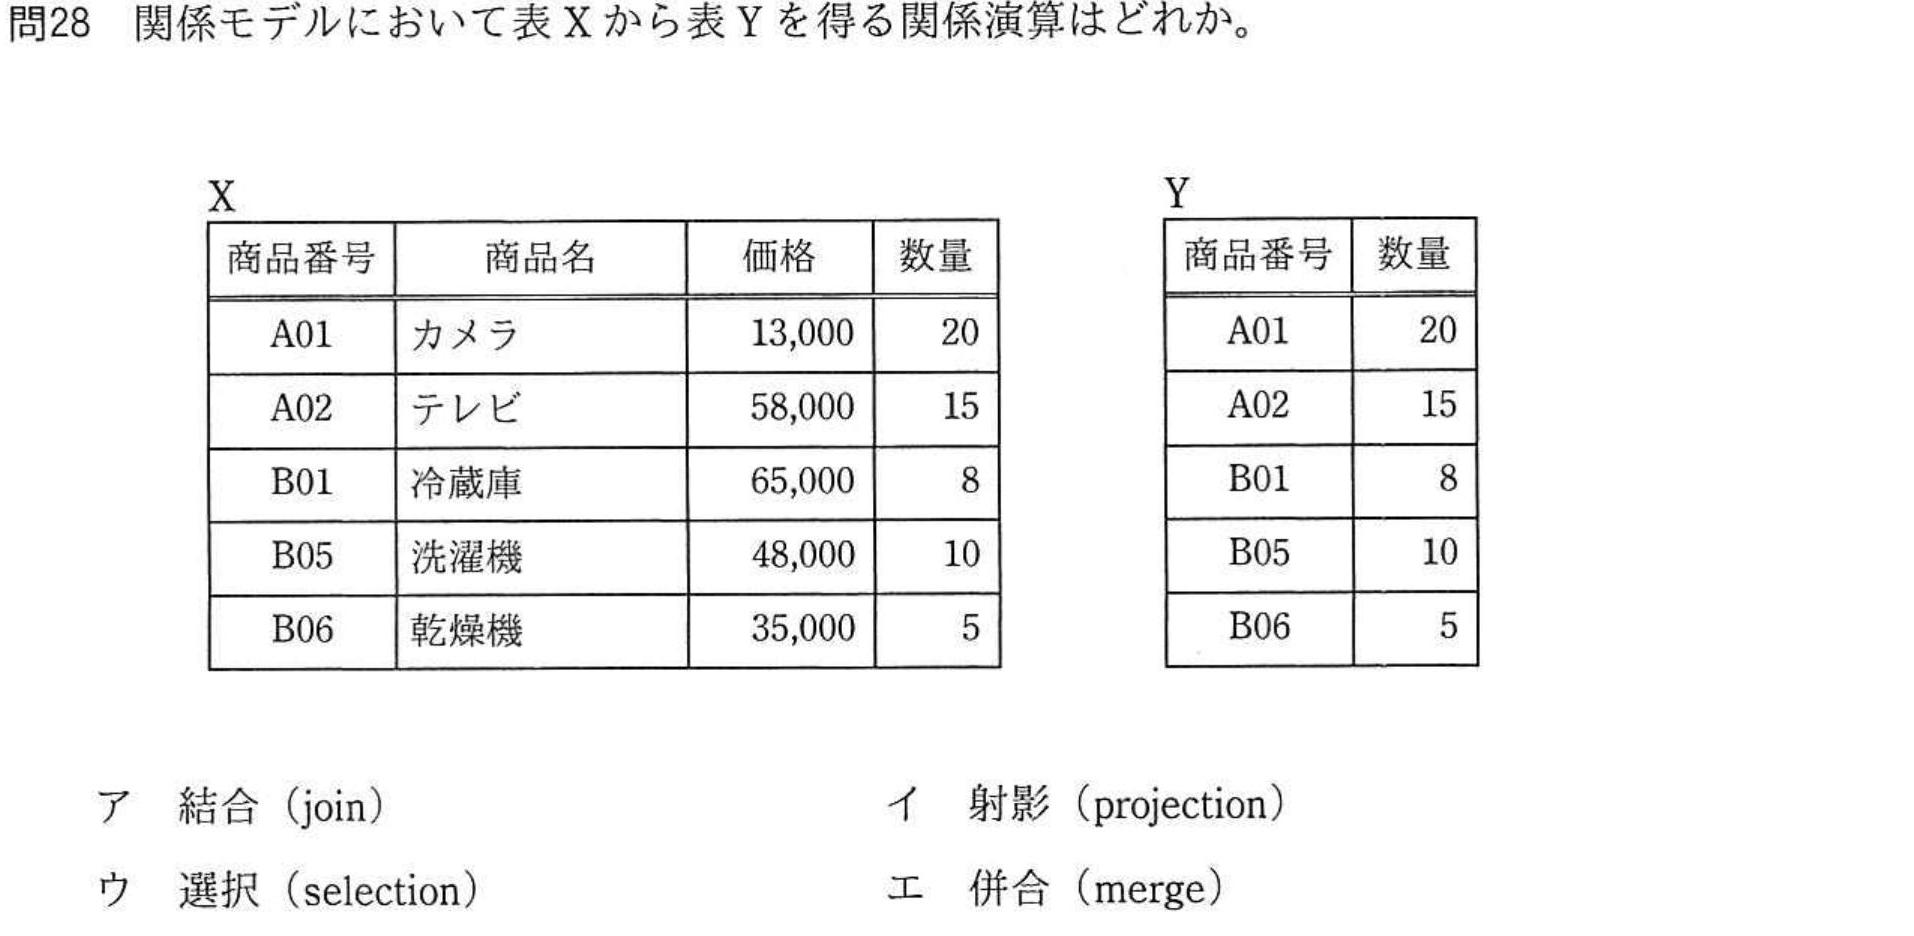 問28　関係モデルにおいて表 X から表 Y を得る関係演算はどれか。
X
商品番号 商品名 価格 数量
A01 カメラ 13,000 20
A02 テレビ 58,000 15
B01 冷蔵庫 65,000 8
B05 洗濯機 48,000 10
B06 乾燥機 35,000 5
Y
商品番号 数量
A01 20
A02 15
B01 8
B05 10
B06 5
ア　結合（join）
イ　射影（projection）
ウ　選択（selection）
エ　併合（merge）